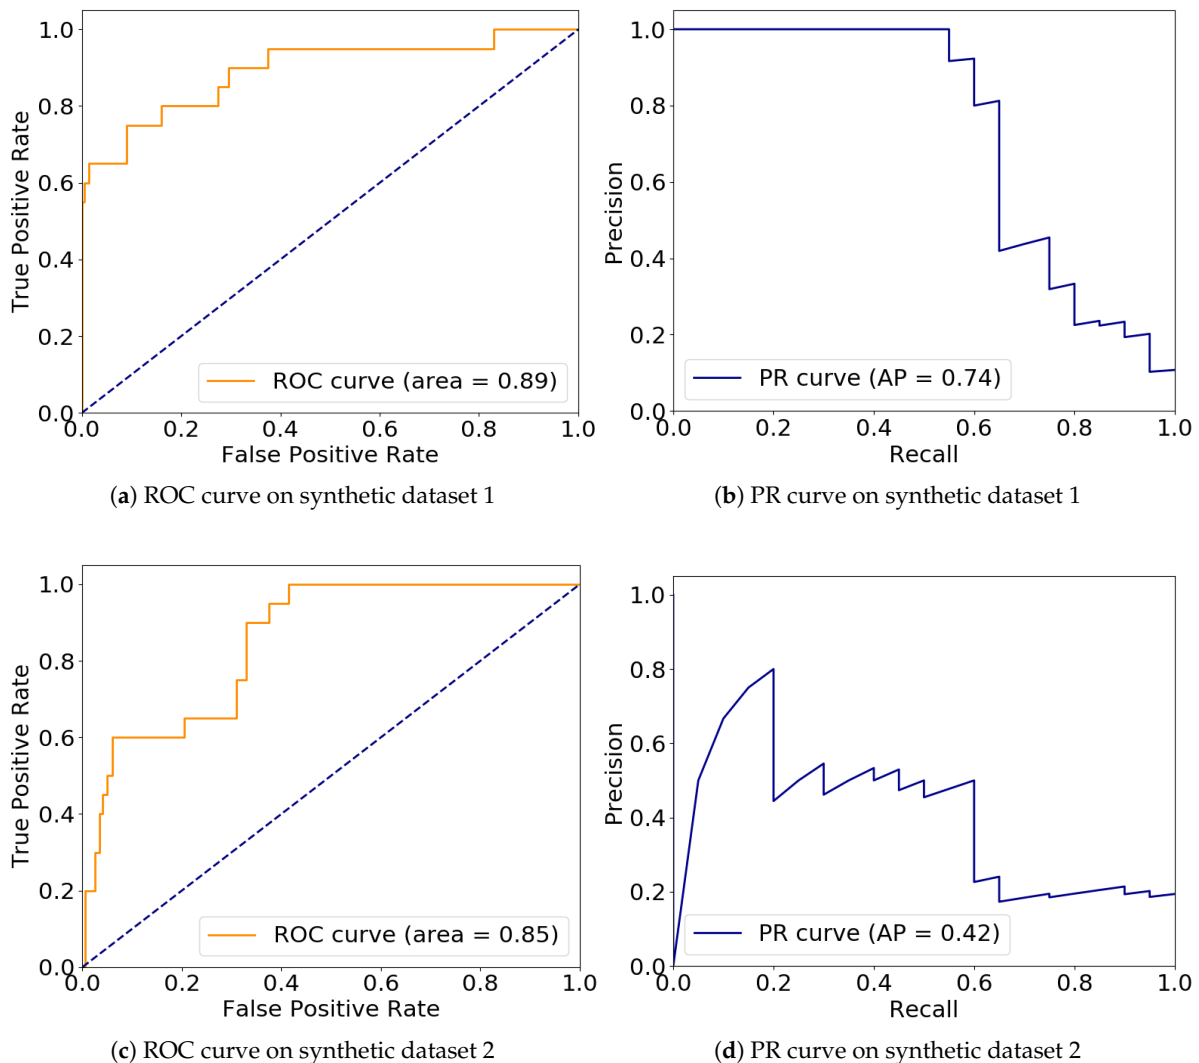 1.0
0.8
0.6
0.4
0.2
0.0
True Positive Rate
ROC curve (area = 0.89)
0.0 0.2 0.4 0.6 0.8 1.0
False Positive Rate
(a) ROC curve on synthetic dataset 1
1.0
0.8
0.6
0.4
0.2
0.0
Precision
PR curve (AP = 0.74)
0.0 0.2 0.4 0.6 0.8 1.0
Recall
(b) PR curve on synthetic dataset 1
1.0
0.8
0.6
0.4
0.2
0.0
True Positive Rate
ROC curve (area = 0.85)
0.0 0.2 0.4 0.6 0.8 1.0
False Positive Rate
(c) ROC curve on synthetic dataset 2
1.0
0.8
0.6
0.4
0.2
0.0
Precision
PR curve (AP = 0.42)
0.0 0.2 0.4 0.6 0.8 1.0
Recall
(d) PR curve on synthetic dataset 2